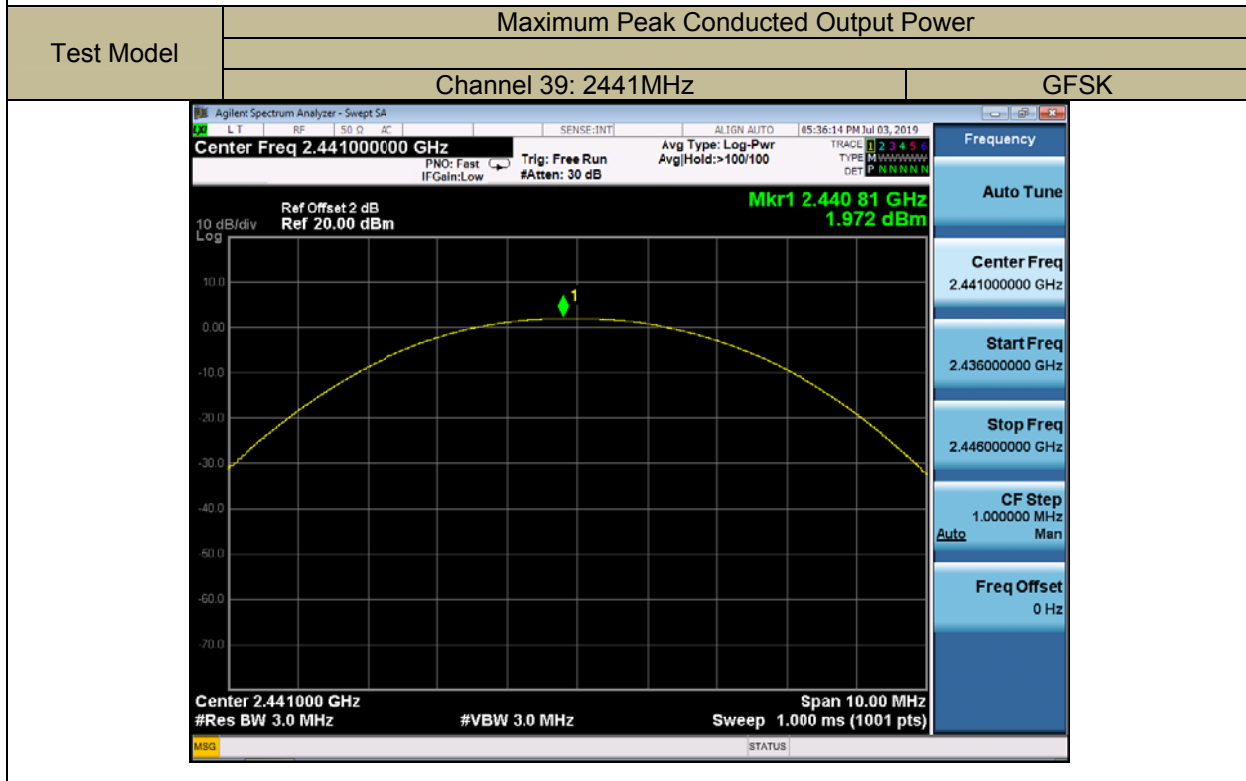 Test Model
Maximum Peak Conducted Output Power
Channel 39: 2441MHz GFSK
Agilent Spectrum Analyzer - Swept SA
LXI LT RF 50 Ω AC SENSE:INT ALIGN AUTO 05:36:14 PM Jul 03, 2019
Center Freq 2.441000000 GHz
PNO: Fast
IFGain:Low
Trig: Free Run
#Atten: 30 dB
Avg Type: Log-Pwr
Avg|Hold:>100/100
TRACE 1 2 3 4 5 6
TYPE M WWWWW
DET P N N N N N
Frequency
Mkr1 2.440 81 GHz
1.972 dBm
Ref Offset 2 dB
10 dB/div Ref 20.00 dBm
Log
10.0
0.00
-10.0
-20.0
-30.0
-40.0
-50.0
-60.0
-70.0
1
Auto Tune
Center Freq
2.441000000 GHz
Start Freq
2.436000000 GHz
Stop Freq
2.446000000 GHz
CF Step
1.000000 MHz
Auto Man
Freq Offset
0 Hz
Center 2.441000 GHz Span 10.00 MHz
#Res BW 3.0 MHz #VBW 3.0 MHz Sweep 1.000 ms (1001 pts)
MSG STATUS